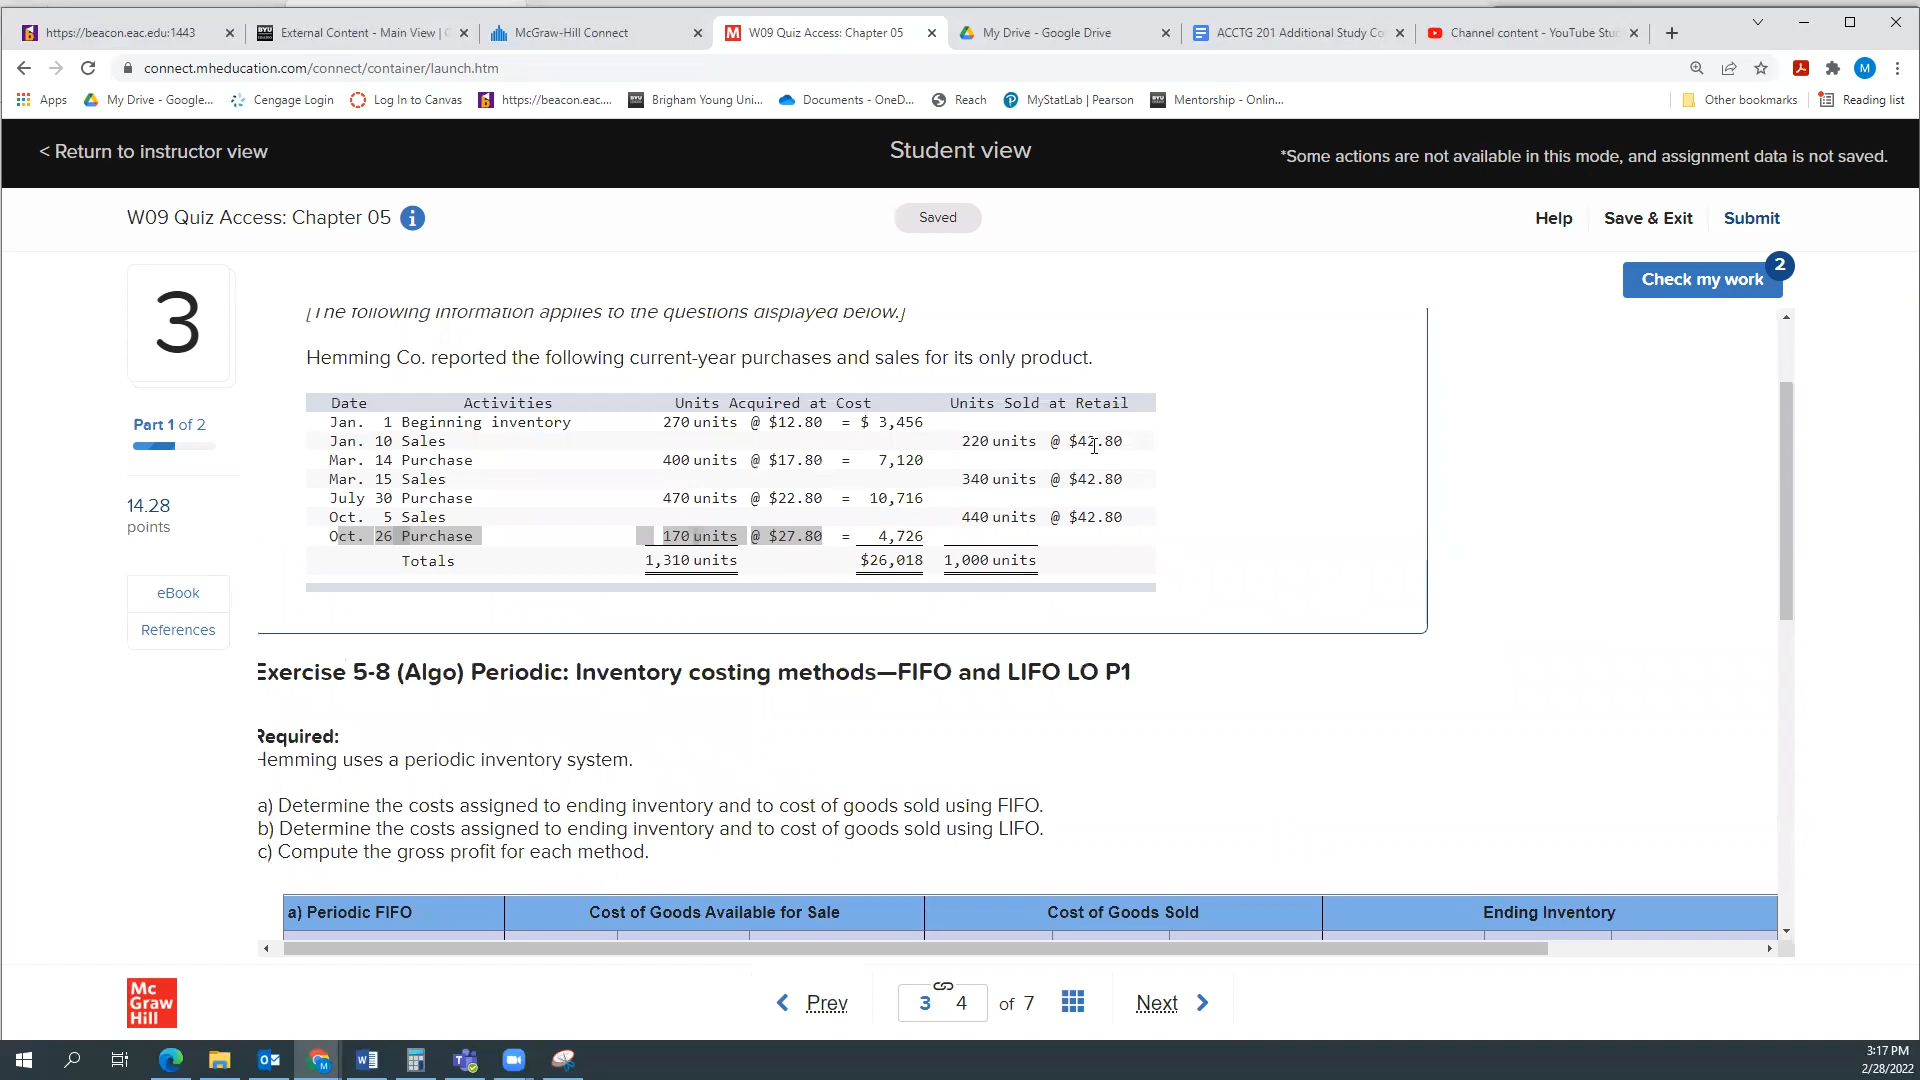 https://beacon.eac.edu:1443
External Content - Main View |
McGraw-Hill Connect
W09 Quiz Access: Chapter 05
My Drive - Google Drive
ACCTG 201 Additional Study Co
Channel content - YouTube Stu
connect.mheducation.com/connect/container/launch.htm
M
Apps
My Drive - Google...
Cengage Login
Log In to Canvas
https://beacon.eac....
Brigham Young Uni...
Documents - OneD...
Reach
MyStatLab | Pearson
Mentorship - Onlin...
Other bookmarks
Reading list
< Return to instructor view
Student view
*Some actions are not available in this mode, and assignment data is not saved.
W09 Quiz Access: Chapter 05
Saved
Help
Save & Exit
Submit
3
Check my work
2
Part 1 of 2
14.28
points
eBook
References
[The following information applies to the questions displayed below.]
Hemming Co. reported the following current-year purchases and sales for its only product.
Date Activities Units Acquired at Cost Units Sold at Retail
Jan. 1 Beginning inventory 270 units @ $12.80 = $ 3,456
Jan. 10 Sales 220 units @ $42.80
Mar. 14 Purchase 400 units @ $17.80 = 7,120
Mar. 15 Sales 340 units @ $42.80
July 30 Purchase 470 units @ $22.80 = 10,716
Oct. 5 Sales 440 units @ $42.80
Oct. 26 Purchase 170 units @ $27.80 = 4,726
Totals 1,310 units $26,018 1,000 units
Exercise 5-8 (Algo) Periodic: Inventory costing methods—FIFO and LIFO LO P1
Required:
Hemming uses a periodic inventory system.
a) Determine the costs assigned to ending inventory and to cost of goods sold using FIFO.
b) Determine the costs assigned to ending inventory and to cost of goods sold using LIFO.
c) Compute the gross profit for each method.
a) Periodic FIFO Cost of Goods Available for Sale Cost of Goods Sold Ending Inventory
Mc
Graw
Hill
Prev
3 4 of 7
Next
3:17 PM
2/28/2022